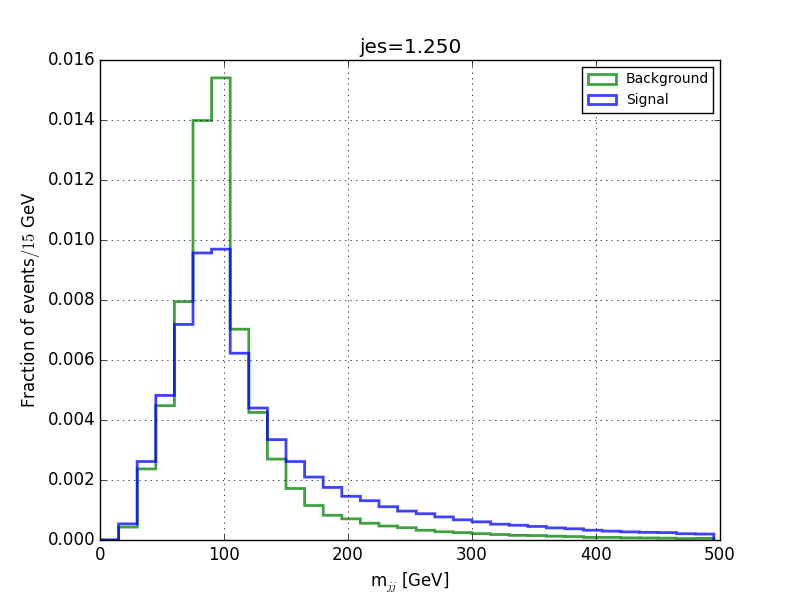 jes=1.250
0.016
0.014
0.012
0.010
0.008
0.006
0.004
0.002
0.000
Fraction of events/15 GeV
Background
Signal
0 100 200 300 400 500
m_jj [GeV]